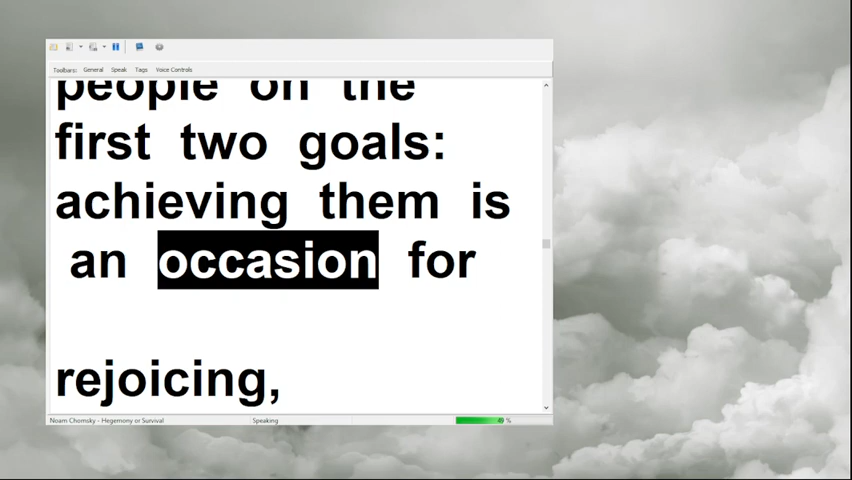 Toolbars: General Speak Tags Voice Controls
people on the
first two goals:
achieving them is
an occasion for
rejoicing,
Noam Chomsky - Hegemony or Survival Speaking 49 %